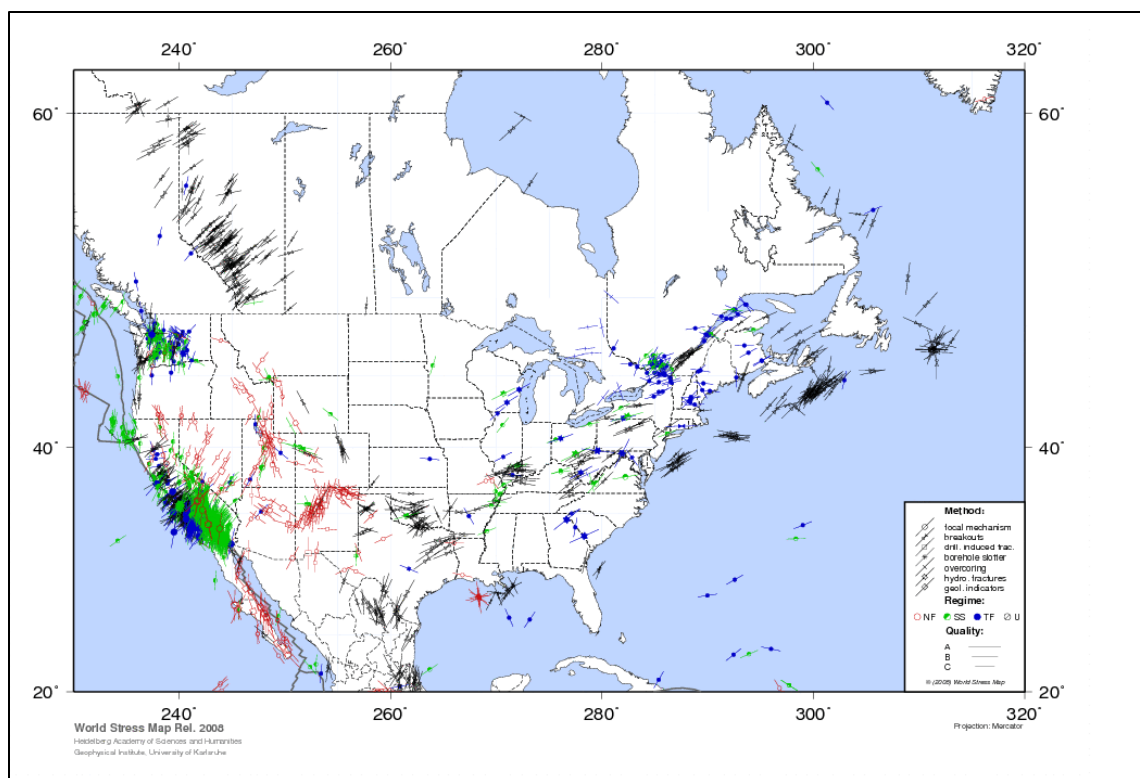 240° 260° 280° 300° 320°
60° 60°
40° 40°
Method:
focal mechanism
breakouts
drill. induced frac.
borehole slotter
overcoring
hydro. fractures
geol. indicators
Regime:
NF SS TF U
Quality:
A
B
C
© (2008) World Stress Map
20° 20°
240° 260° 280° 300° 320°
World Stress Map Rel. 2008
Projection: Mercator
Heidelberg Academy of Sciences and Humanities
Geophysical Institute, University of Karlsruhe